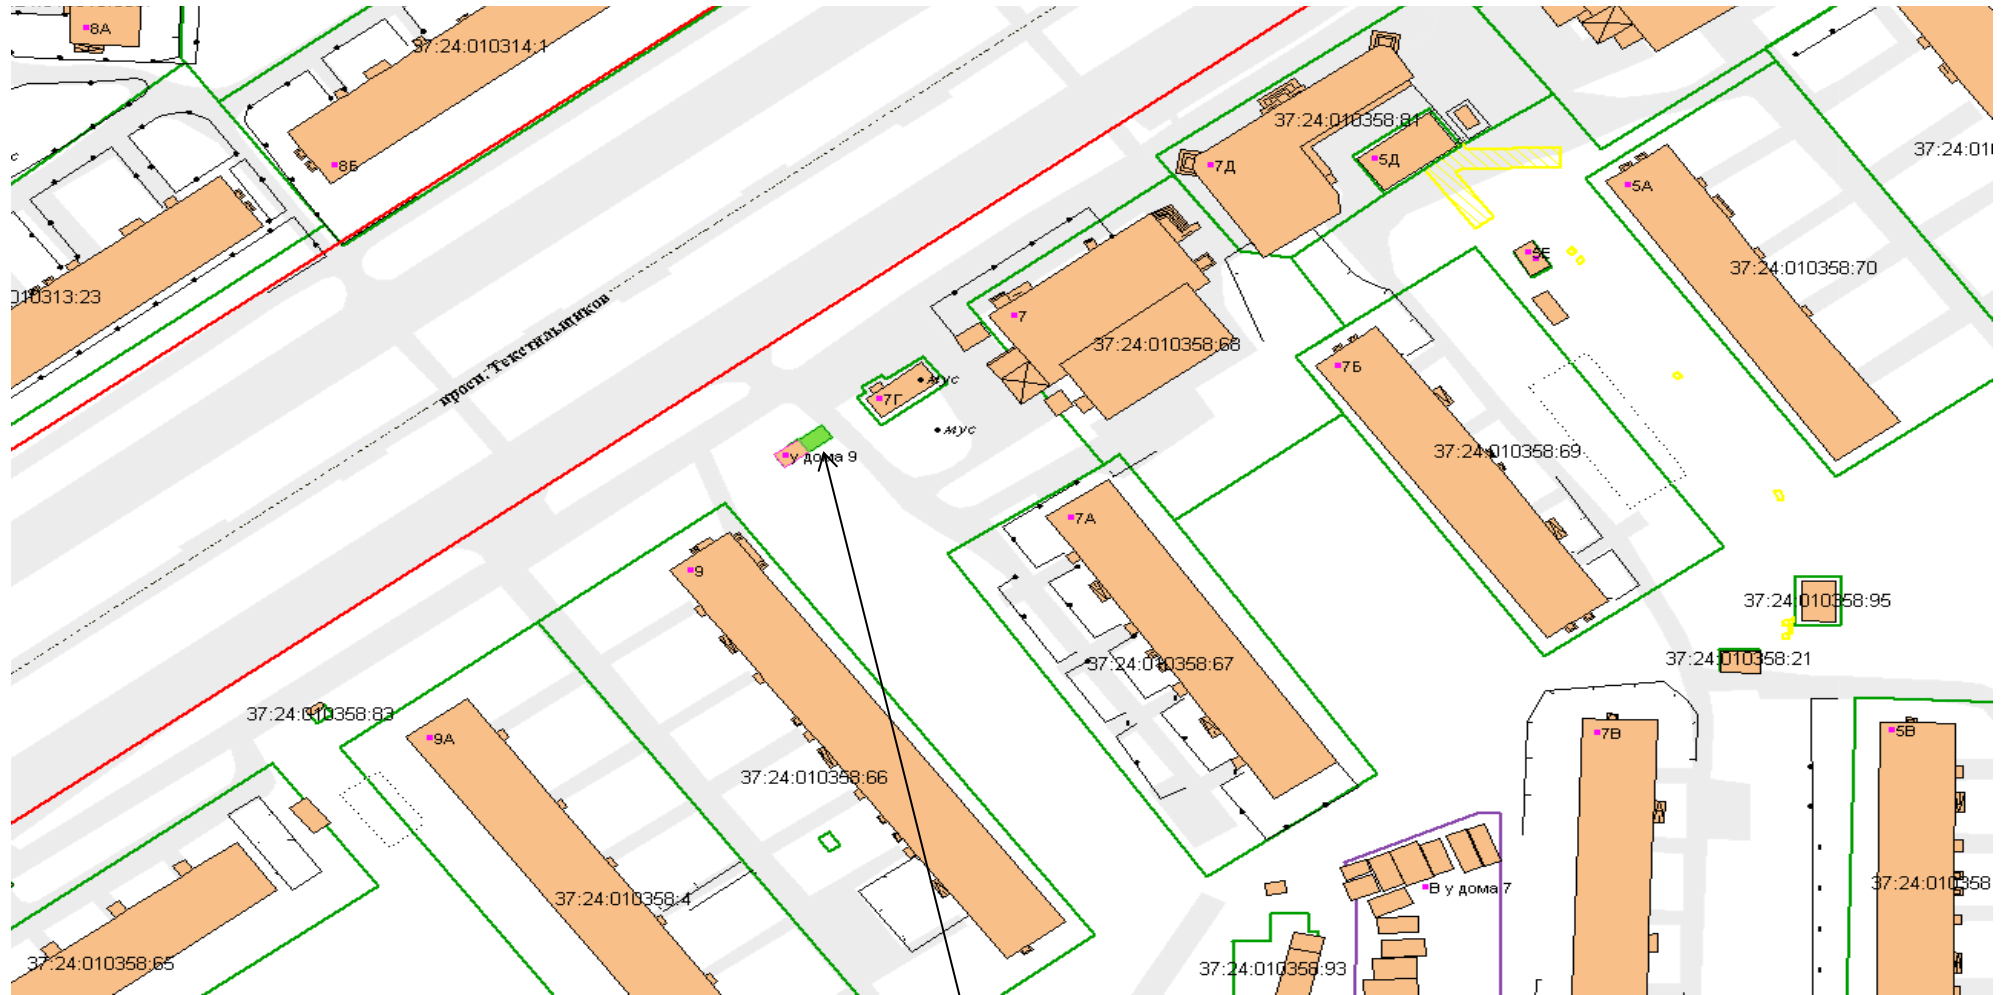 8А
37:24:010314:1
8Б
37:24:010358:81
5Д
7Д
37:24:01
5А
5Е
37:24:010358:70
010313:23
просп. Текстильщиков
7
37:24:010358:68
7Б
мус
7Г
мус
37:24:010358:69
у дома 9
7А
9
37:24:010358:95
37:24:010358:67
37:24:010358:21
37:24:010358:83
9А
7В
5В
37:24:010358:66
В у дома 7
37:24:010358
37:24:010358:4
37:24:010358:65
37:24:010358:93